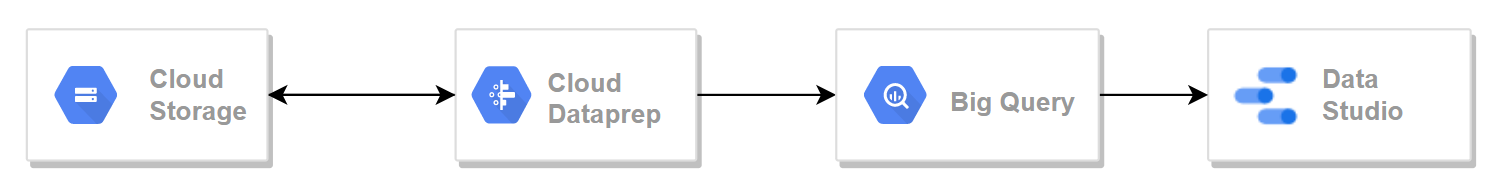 Cloud
Storage
Cloud
Dataprep
Big Query
Data
Studio